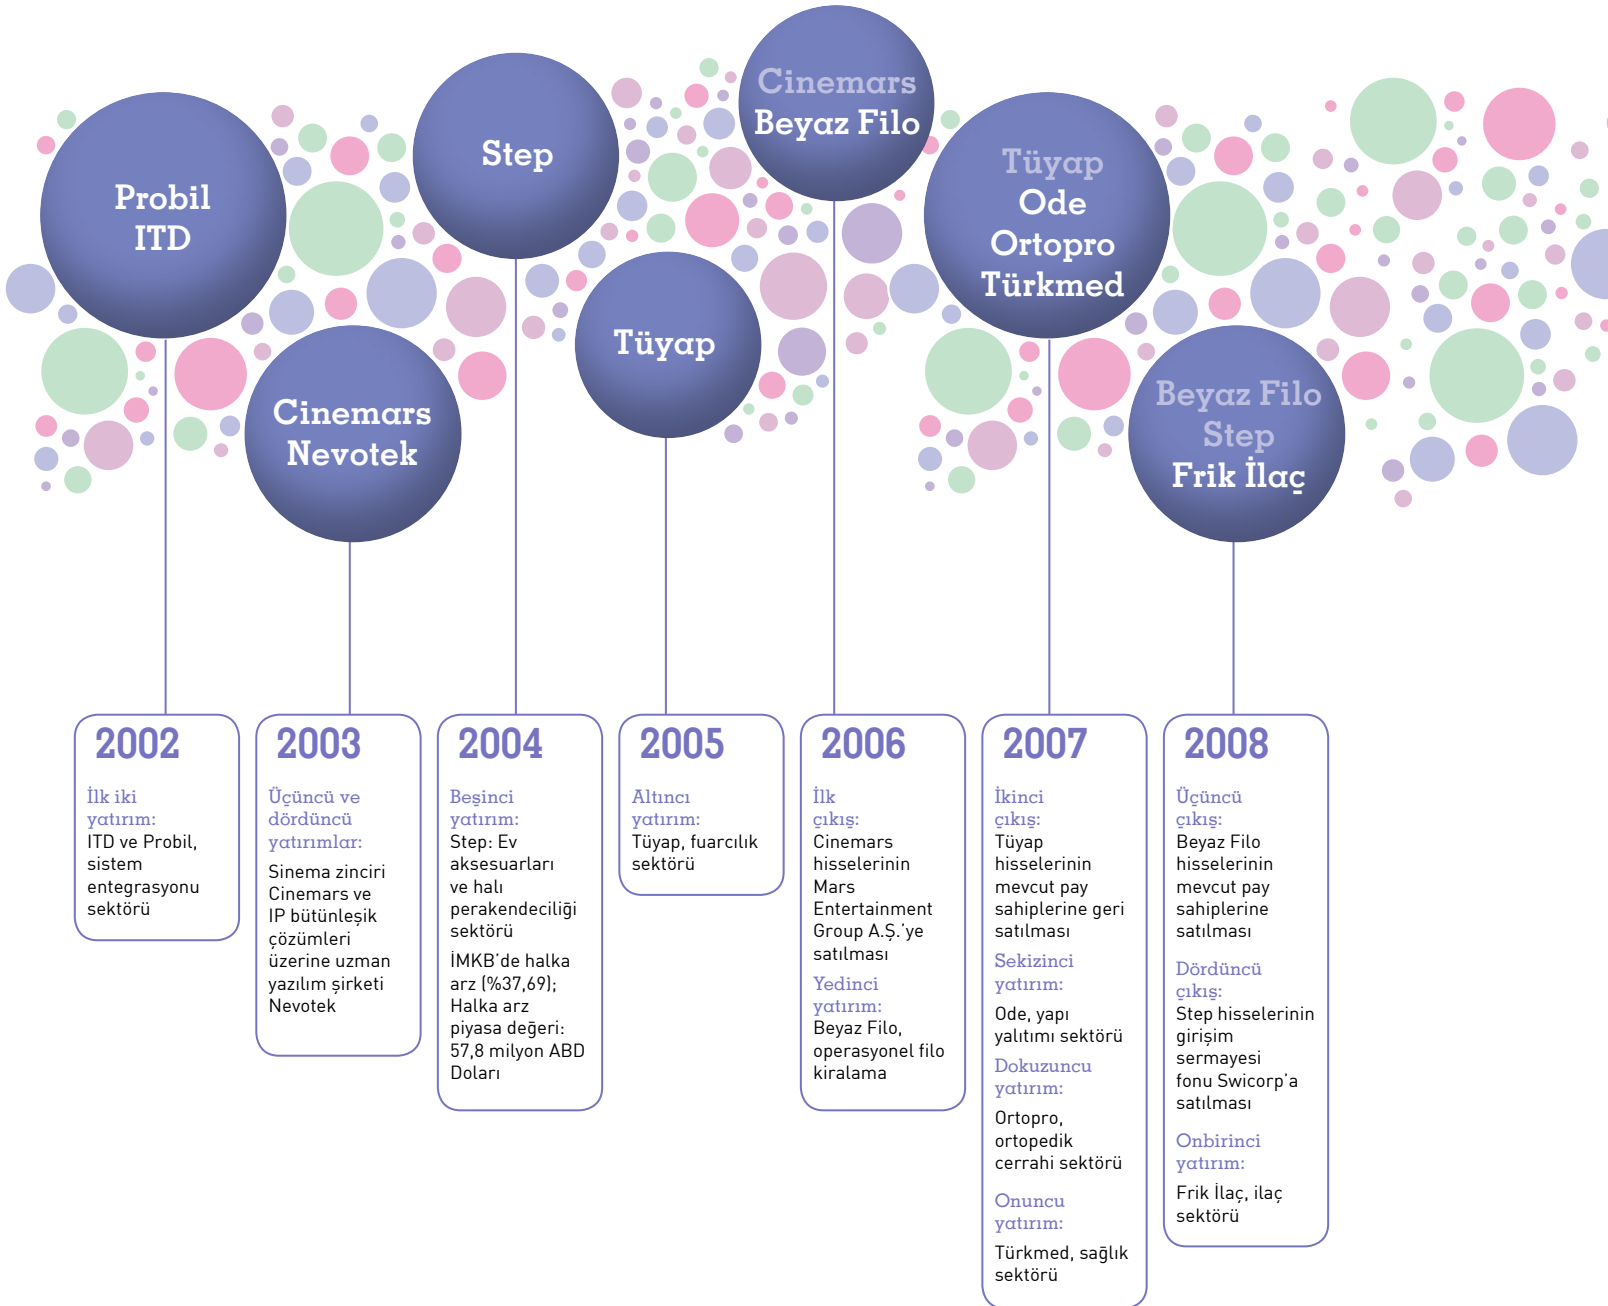 Probil
ITD
Cinemars
Nevotek
Step
Tüyap
Cinemars
Beyaz Filo
Tüyap
Ode
Ortopro
Türkmed
Beyaz Filo
Step
Frik İlaç
2002
İlk iki
yatırım:
ITD ve Probil,
sistem
entegrasyonu
sektörü
2003
Üçüncü ve
dördüncü
yatırımlar:
Sinema zinciri
Cinemars ve
IP bütünleşik
çözümleri
üzerine uzman
yazılım şirketi
Nevotek
2004
Beşinci
yatırım:
Step: Ev
aksesuarları
ve halı
perakendeciliği
sektörü
İMKB'de halka
arz (%37,69);
Halka arz
piyasa değeri:
57,8 milyon ABD
Doları
2005
Altıncı
yatırım:
Tüyap, fuarcılık
sektörü
2006
İlk
çıkış:
Cinemars
hisselerinin
Mars
Entertainment
Group A.Ş.'ye
satılması
Yedinci
yatırım:
Beyaz Filo,
operasyonel filo
kiralama
2007
İkinci
çıkış:
Tüyap
hisselerinin
mevcut pay
sahiplerine geri
satılması
Sekizinci
yatırım:
Ode, yapı
yalıtımı sektörü
Dokuzuncu
yatırım:
Ortopro,
ortopedik
cerrahi sektörü
Onuncu
yatırım:
Türkmed, sağlık
sektörü
2008
Üçüncü
çıkış:
Beyaz Filo
hisselerinin
mevcut pay
sahiplerine
satılması
Dördüncü
çıkış:
Step hisselerinin
girişim
sermayesi
fonu Swicorp'a
satılması
Onbirinci
yatırım:
Frik İlaç, ilaç
sektörü